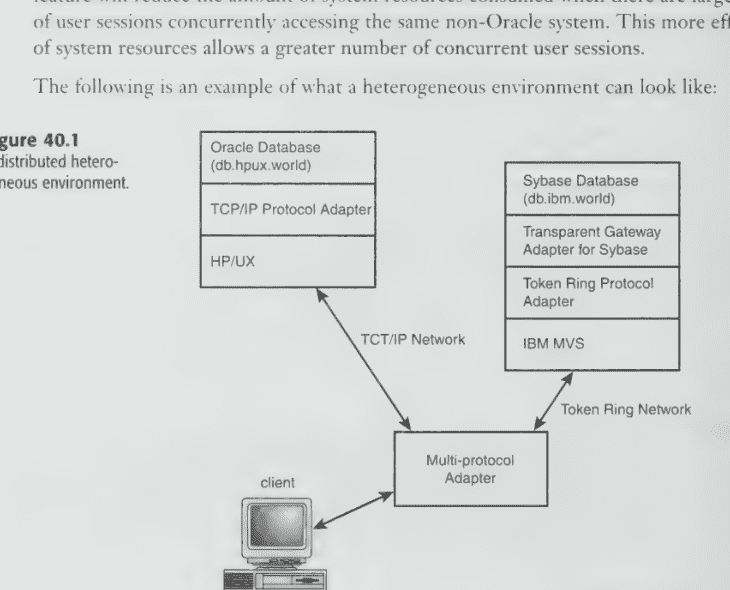 of user sessions concurrently accessing the same non-Oracle system. This more eff
of system resources allows a greater number of concurrent user sessions.
The following is an example of what a heterogeneous environment can look like:
gure 40.1
distributed hetero-
neous environment.
Oracle Database
(db.hpux.world)
TCP/IP Protocol Adapter
HP/UX
Sybase Database
(db.ibm.world)
Transparent Gateway
Adapter for Sybase
Token Ring Protocol
Adapter
IBM MVS
TCT/IP Network
Token Ring Network
Multi-protocol
Adapter
client